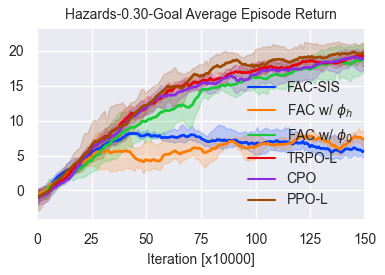 Hazards-0.30-Goal Average Episode Return
20
15
10
5
0
FAC-SIS
FAC w/ ϕₕ
FAC w/ ϕ₀
TRPO-L
CPO
PPO-L
0 25 50 75 100 125 150
Iteration [x10000]